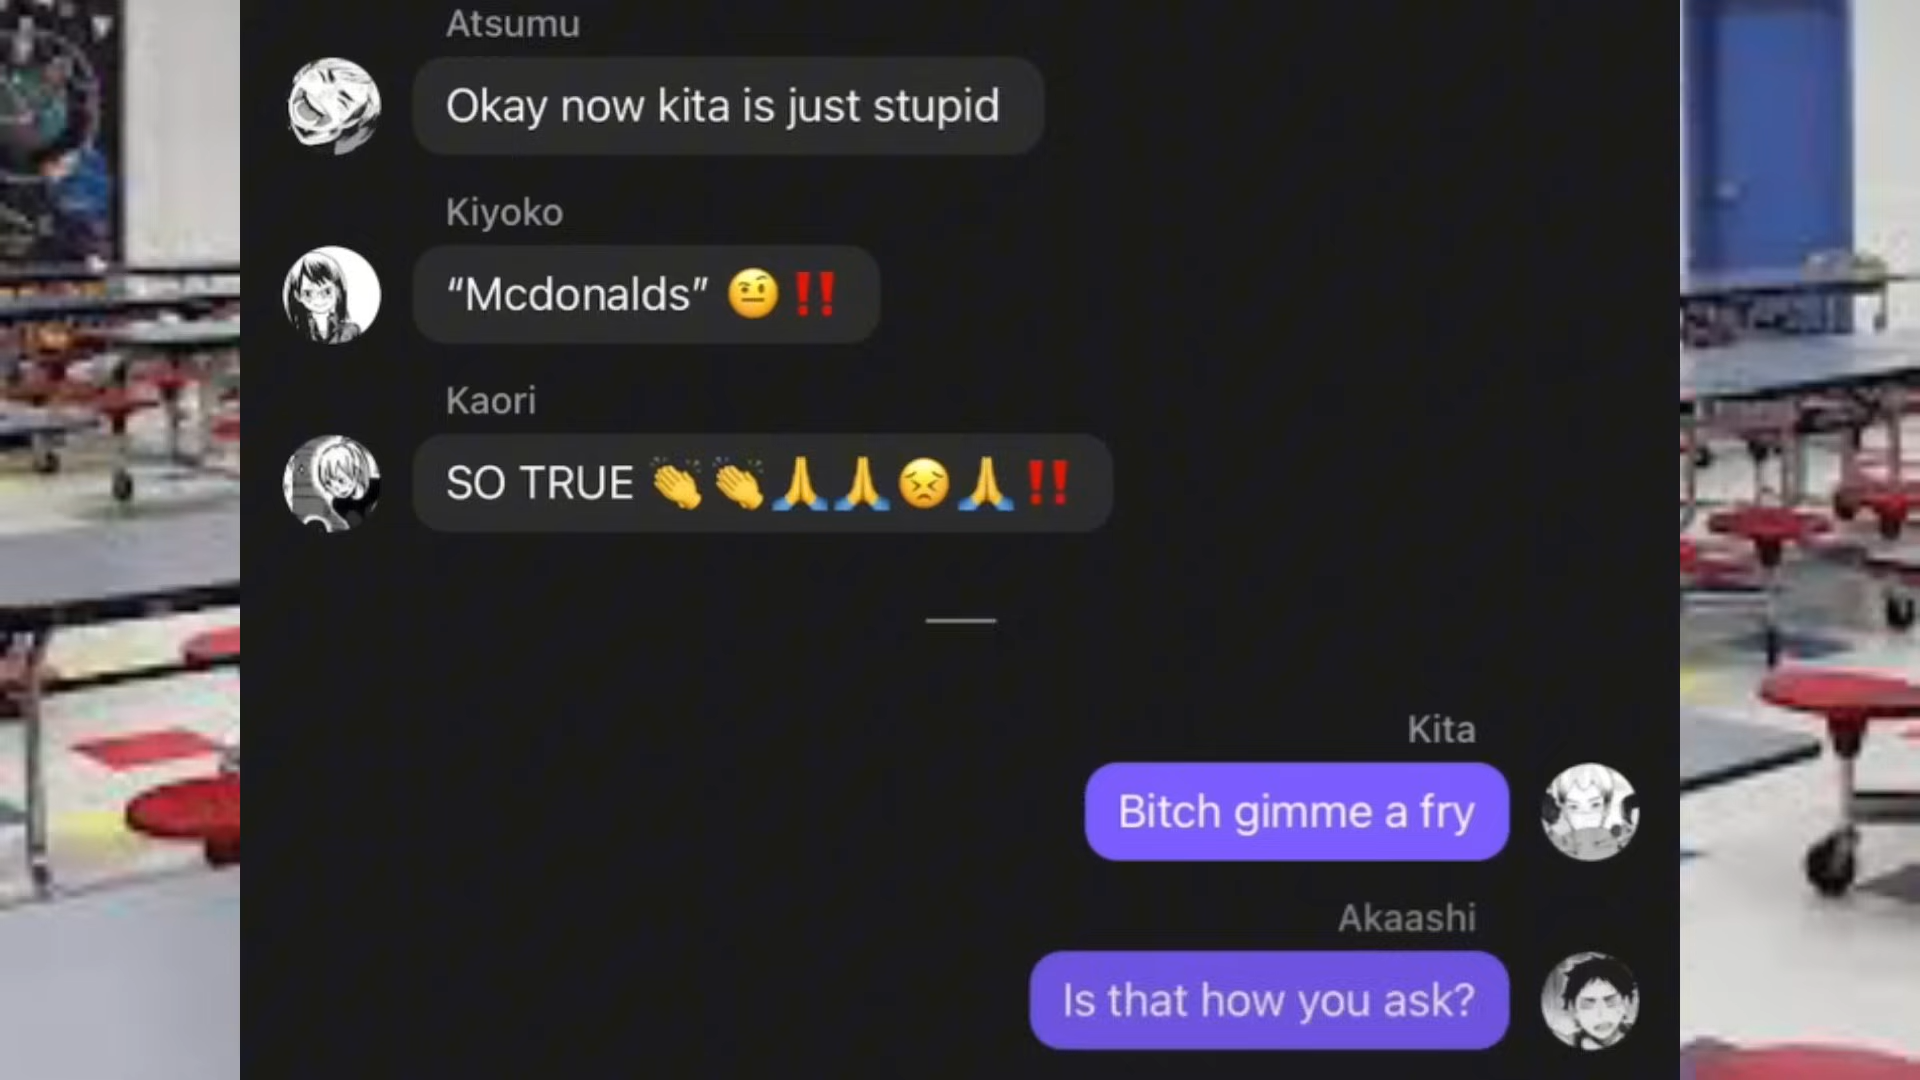 Atsumu
Okay now kita is just stupid
Kiyoko
“Mcdonalds” 🤨‼️
Kaori
SO TRUE 👏👏🙏🙏😣🙏‼️
Kita
Bitch gimme a fry
Akaashi
Is that how you ask?